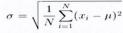 σ = √(1/N ∑_{i=1}^{N} (x_i − μ)²)